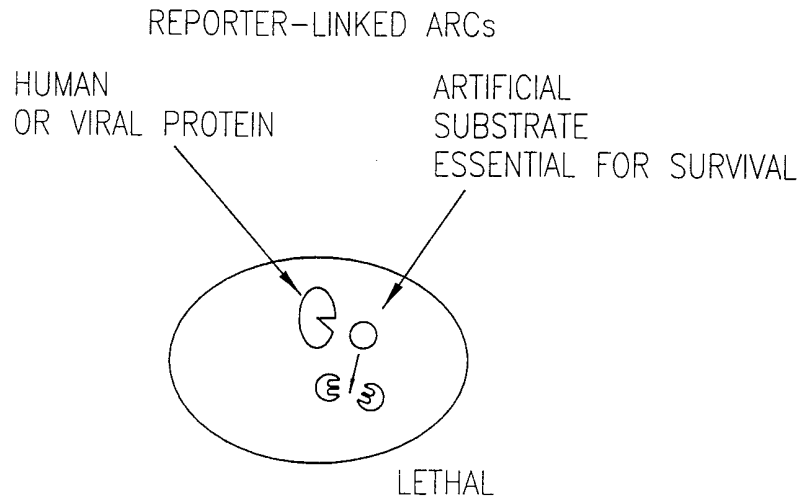 REPORTER-LINKED ARCs
HUMAN
OR VIRAL PROTEIN
ARTIFICIAL
SUBSTRATE
ESSENTIAL FOR SURVIVAL
LETHAL